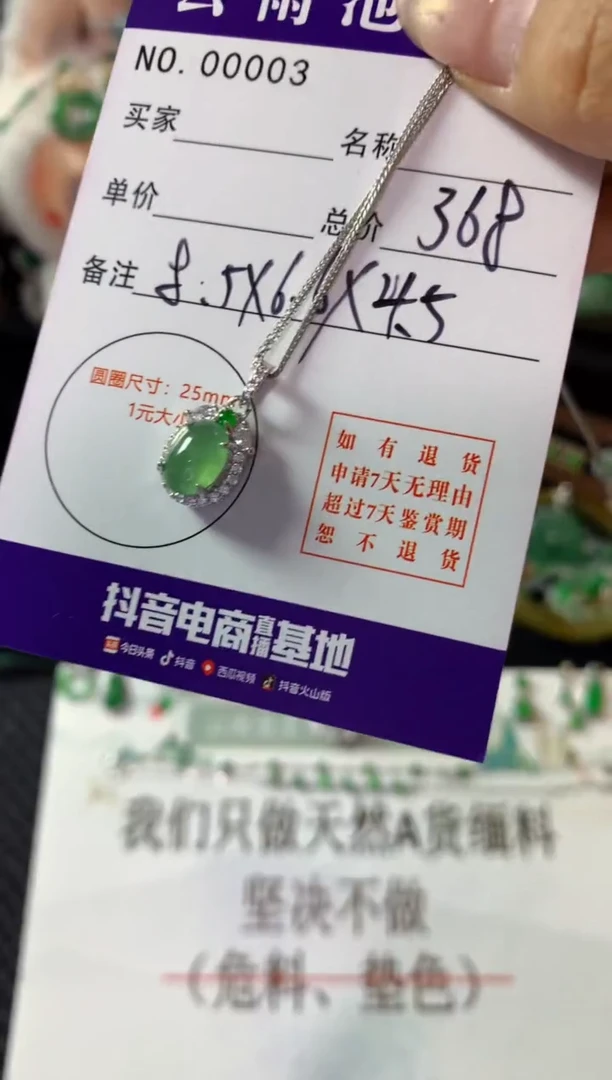 云雨池
NO. 00003
买家
名称
单价
总价 368
备注
圆圈尺寸：25mm
1元大小
如有退货
申请7天无理由
超过7天鉴赏期
恕不退货
抖音电商直播基地
今日头条 抖音 西瓜视频 抖音火山版
我们只做天然A货缅料
坚决不做
（危料、垫色）